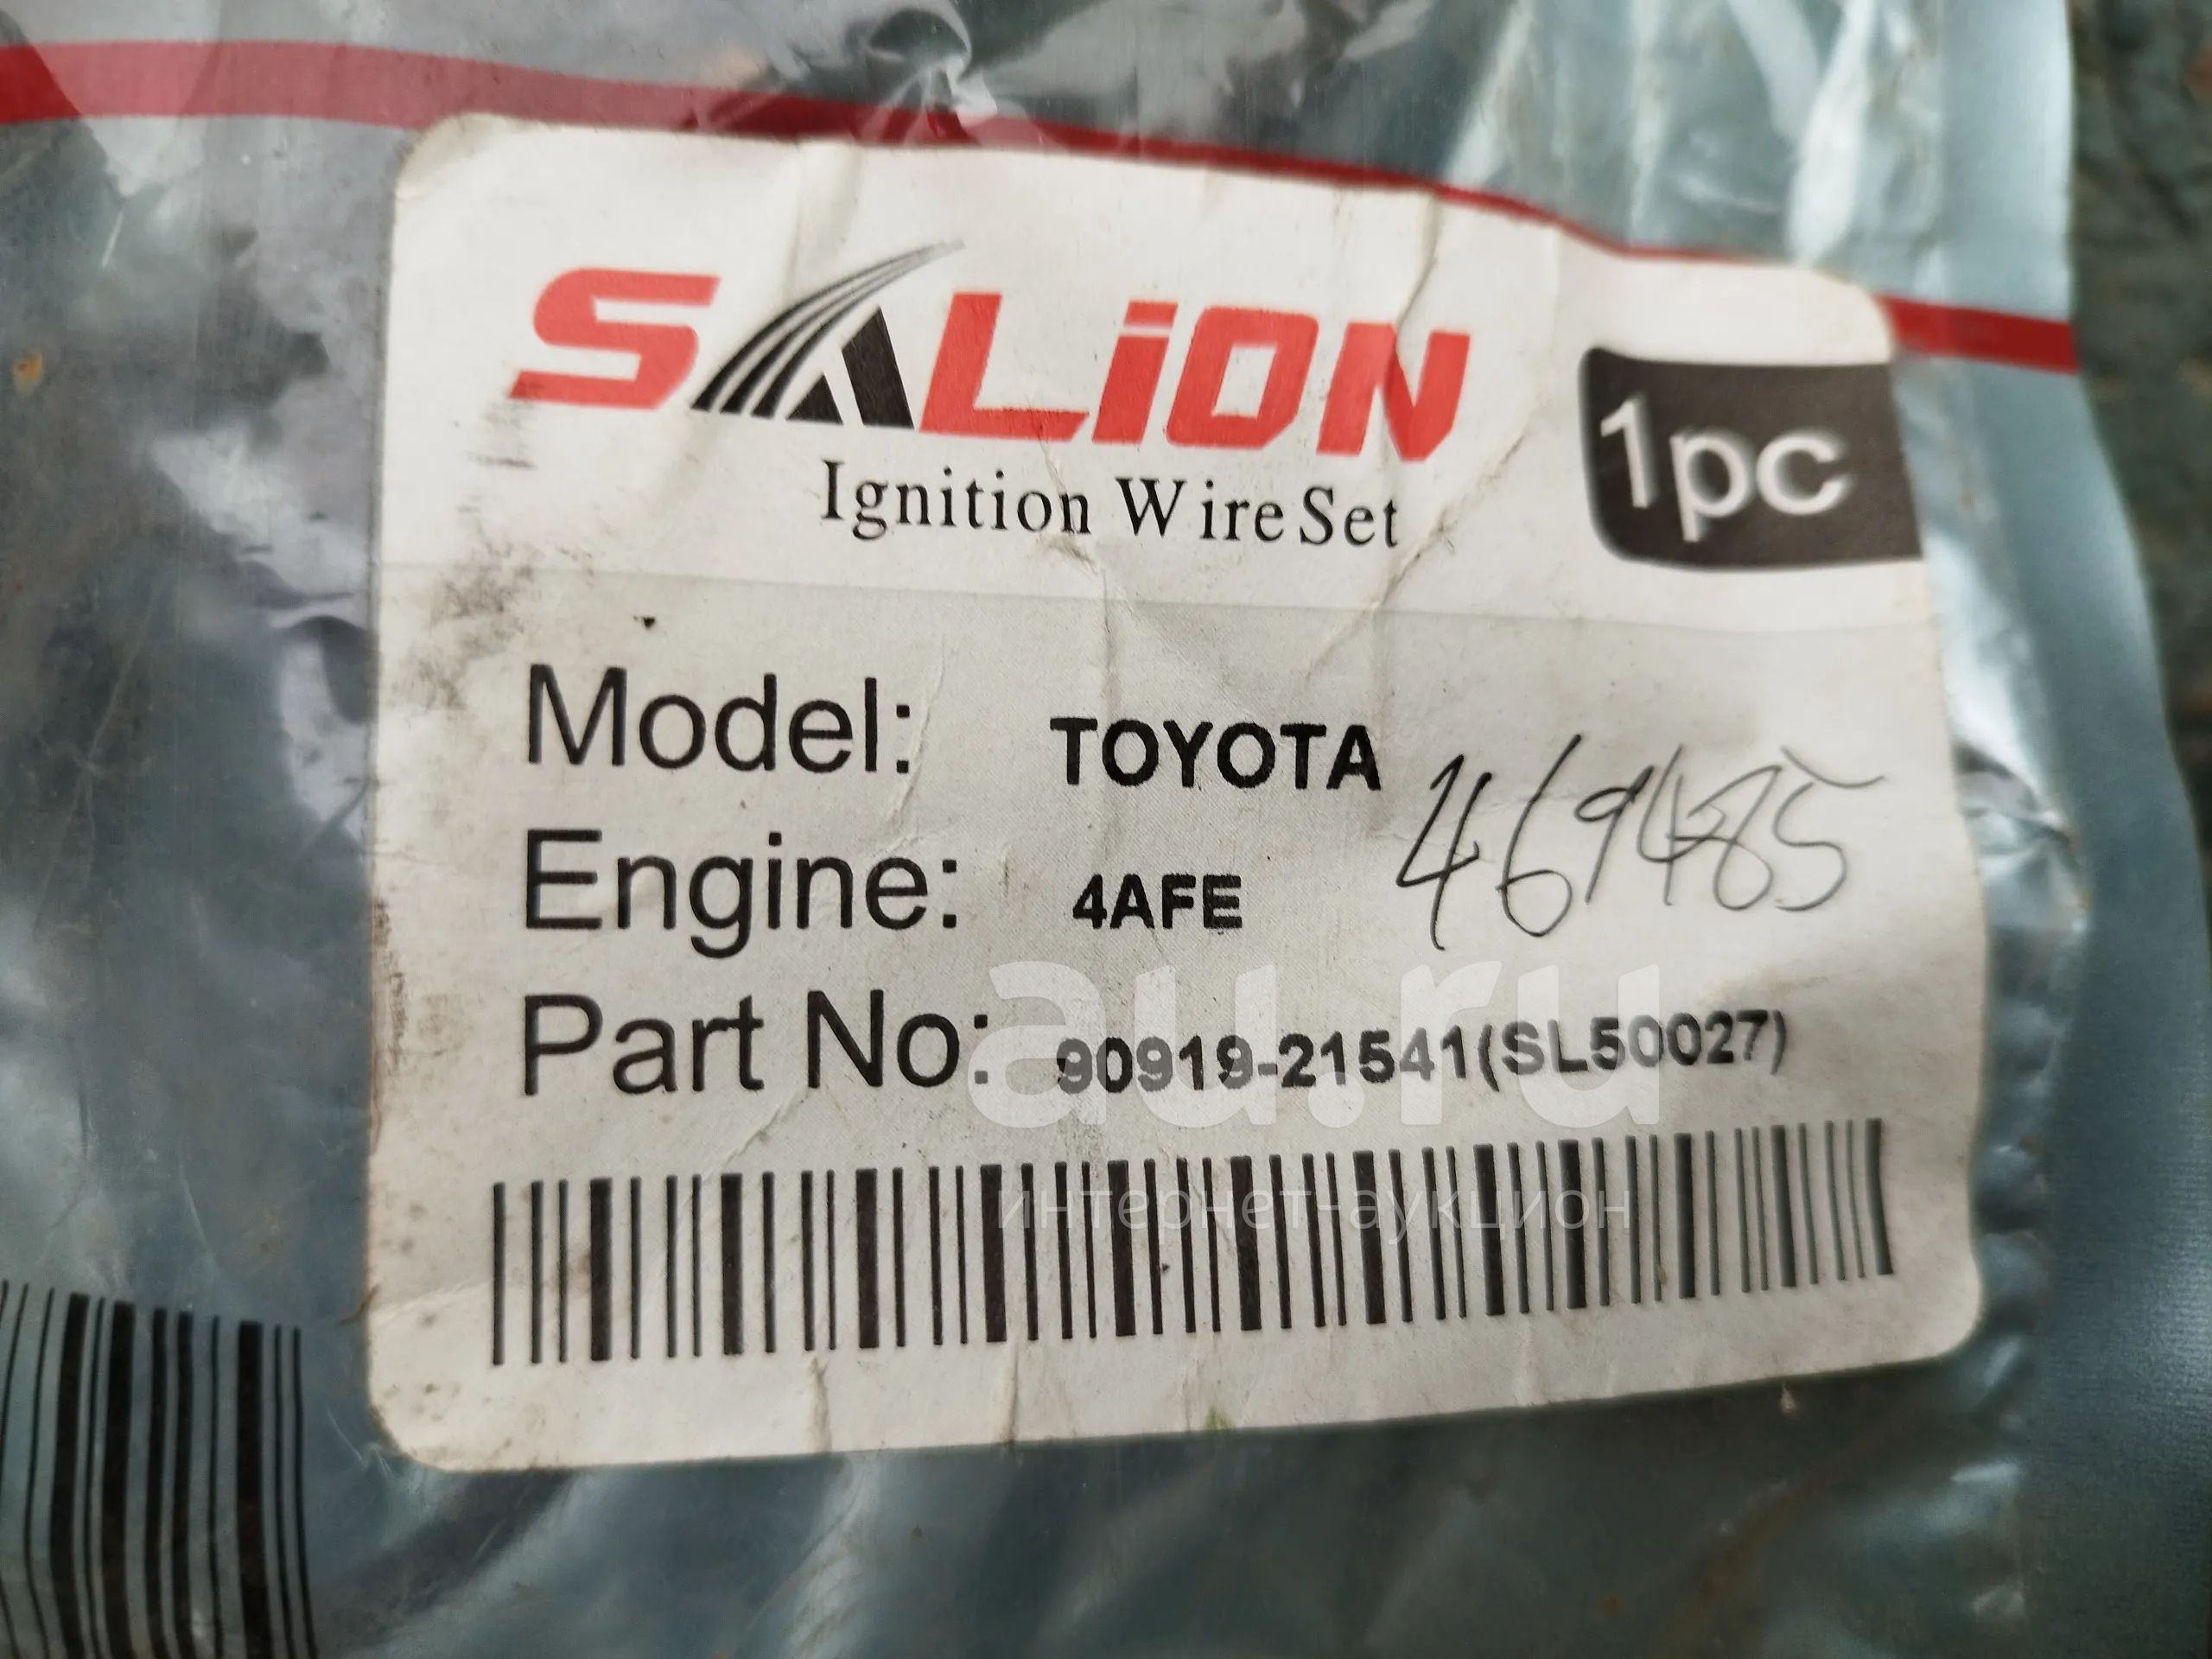 SALiON
Ignition Wire Set
1pc
Model: TOYOTA
469485
Engine: 4AFE
Part No: 90919-21541(SL50027)
au.ru
интернет-аукцион